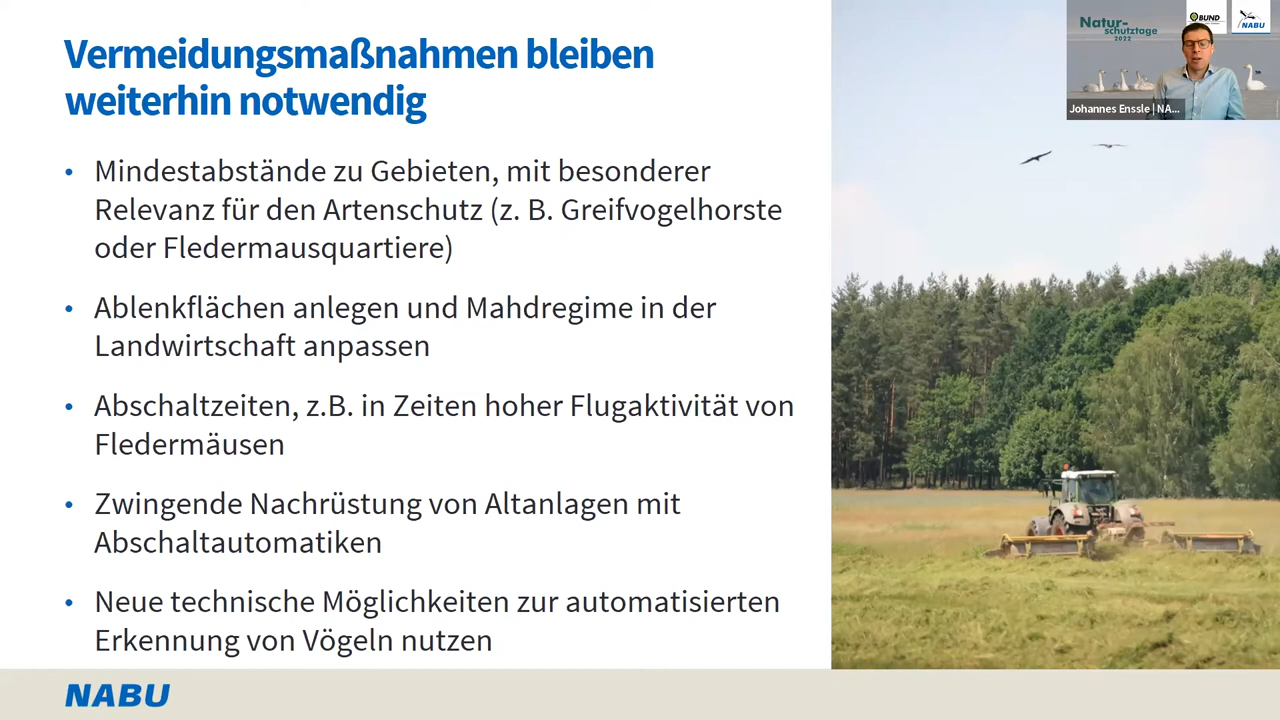 Vermeidungsmaßnahmen bleiben
weiterhin notwendig
• Mindestabstände zu Gebieten, mit besonderer
Relevanz für den Artenschutz (z. B. Greifvogelhorste
oder Fledermausquartiere)
• Ablenkflächen anlegen und Mahdregime in der
Landwirtschaft anpassen
• Abschaltzeiten, z.B. in Zeiten hoher Flugaktivität von
Fledermäusen
• Zwingende Nachrüstung von Altanlagen mit
Abschaltautomatiken
• Neue technische Möglichkeiten zur automatisierten
Erkennung von Vögeln nutzen
NABU
Natur-
schutztage
2022
BUND
NABU
Johannes Enssle | NA...